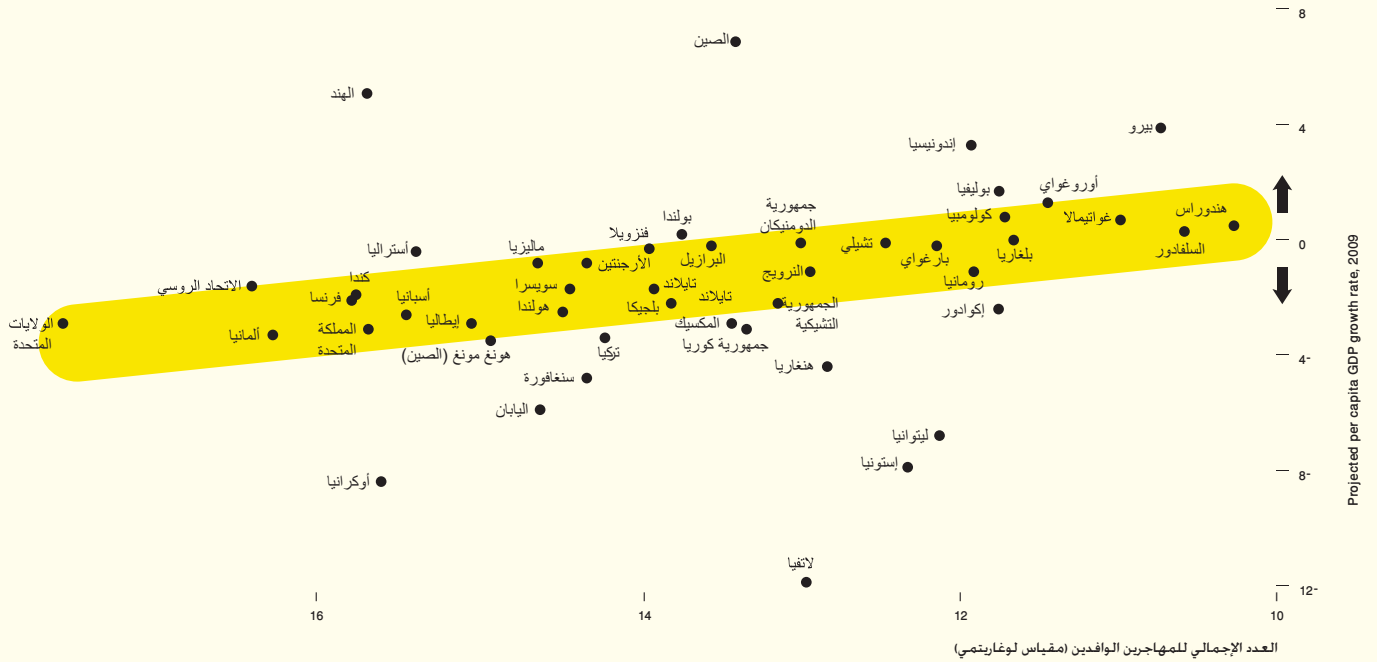 8
الصين
الهند
4
بيرو
إندونيسيا
بوليفيا
أوروغواي
كولومبيا
غواتيمالا
هندوراس
جمهورية
الدومنيكان
بولندا
فنزويلا
0
السلفادور
بلغاريا
بارغواي
تشيلي
البرازيل
الأرجنتين
ماليزيا
أستراليا
رومانيا
النرويج
تايلاند
تايلاند
سويسرا
كندا
الاتحاد الروسي
إكوادور
الجمهورية
التشيكية
بلجيكا
هولندا
أسبانيا
فرنسا
المكسيك
جمهورية كوريا
إيطاليا
المملكة
المتحدة
ألمانيا
الولايات
المتحدة
تركيا
هونغ مونغ (الصين)
4-
هنغاريا
سنغافورة
اليابان
ليتوانيا
إستونيا
8-
أوكرانيا
لاتفيا
12-
10
12
14
16
العدد الإجمالي للمهاجرين الوافدين (مقياس لوغاريتمي)
Projected per capita GDP growth rate, 2009